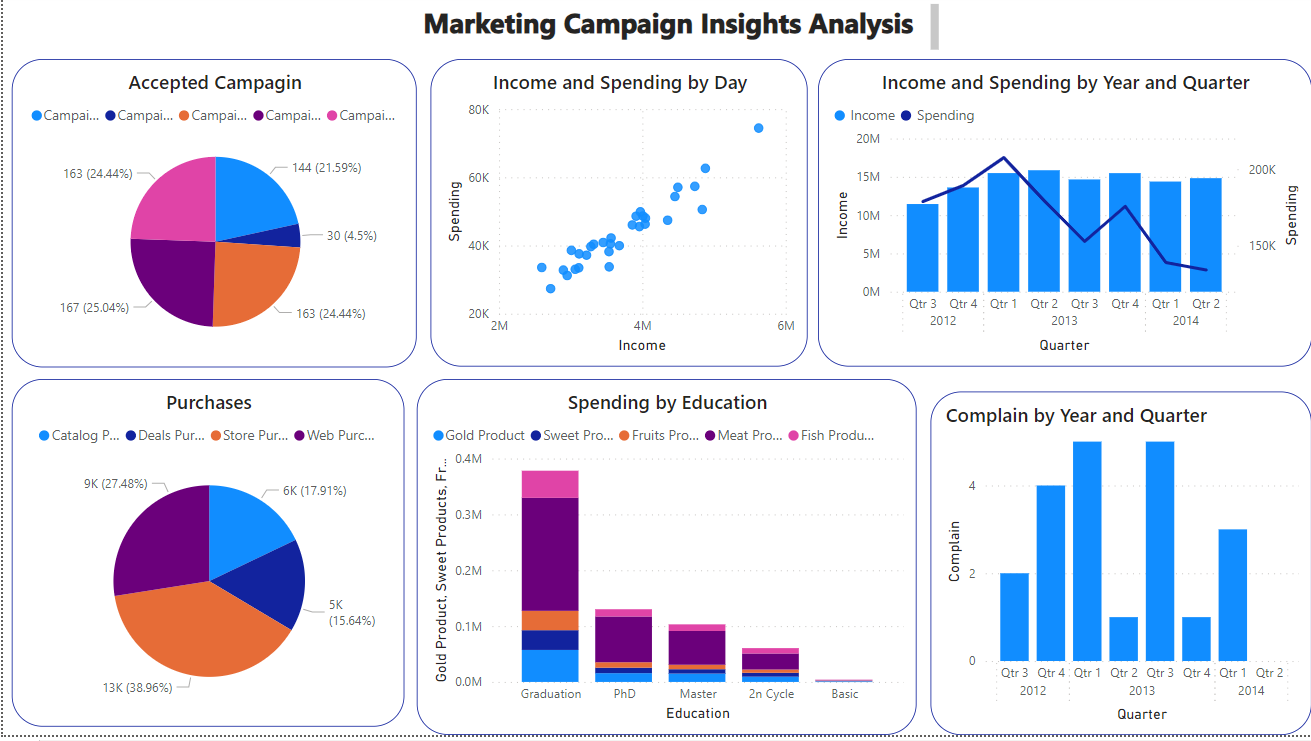 Marketing Campaign Insights Analysis
Accepted Campagin
Campai... Campai... Campai... Campai... Campai...
163 (24.44%)
144 (21.59%)
30 (4.5%)
167 (25.04%)
163 (24.44%)
Income and Spending by Day
80K
60K
40K
20K
Spending
2M 4M 6M
Income
Income and Spending by Year and Quarter
Income Spending
20M
15M
10M
5M
0M
Income
200K
150K
Spending
Qtr 3 Qtr 4 Qtr 1 Qtr 2 Qtr 3 Qtr 4 Qtr 1 Qtr 2
2012 2013 2014
Quarter
Purchases
Catalog P... Deals Pur... Store Pur... Web Purc...
9K (27.48%)
6K (17.91%)
5K
(15.64%)
13K (38.96%)
Spending by Education
Gold Product Sweet Pro... Fruits Pro... Meat Pro... Fish Produ...
Gold Product, Sweet Products, Fr...
0.4M
0.3M
0.2M
0.1M
0.0M
Graduation PhD Master 2n Cycle Basic
Education
Complain by Year and Quarter
Complain
4
2
0
Qtr 3 Qtr 4 Qtr 1 Qtr 2 Qtr 3 Qtr 4 Qtr 1 Qtr 2
2012 2013 2014
Quarter